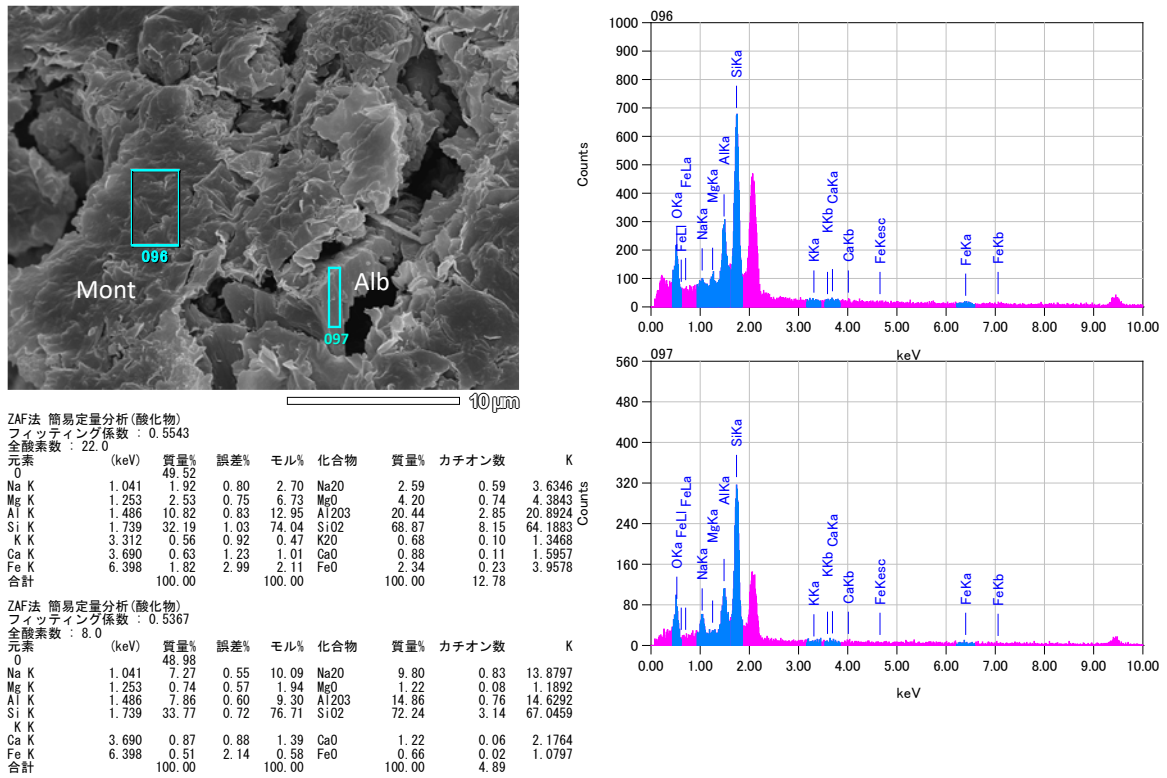 096
Mont
Alb
097
10 μm
ZAF法 簡易定量分析(酸化物)
フィッティング係数 : 0.5543
全酸素数 : 22.0
元素 (keV) 質量% 誤差% モル% 化合物 質量% カチオン数 K
O 49.52
Na K 1.041 1.92 0.80 2.70 Na2O 2.59 0.59 3.6346
Mg K 1.253 2.53 0.75 6.73 MgO 4.20 0.74 4.3843
Al K 1.486 10.82 0.83 12.95 Al2O3 20.44 2.85 20.8924
Si K 1.739 32.19 1.03 74.04 SiO2 68.87 8.15 64.1883
K K 3.312 0.56 0.92 0.47 K2O 0.68 0.10 1.3468
Ca K 3.690 0.63 1.23 1.01 CaO 0.88 0.11 1.5957
Fe K 6.398 1.82 2.99 2.11 FeO 2.34 0.23 3.9578
合計 100.00 100.00 100.00 12.78
ZAF法 簡易定量分析(酸化物)
フィッティング係数 : 0.5367
全酸素数 : 8.0
元素 (keV) 質量% 誤差% モル% 化合物 質量% カチオン数 K
O 48.98
Na K 1.041 7.27 0.55 10.09 Na2O 9.80 0.83 13.8797
Mg K 1.253 0.74 0.57 1.94 MgO 1.22 0.08 1.1892
Al K 1.486 7.86 0.60 9.30 Al2O3 14.86 0.76 14.6292
Si K 1.739 33.77 0.72 76.71 SiO2 72.24 3.14 67.0459
K K
Ca K 3.690 0.87 0.88 1.39 CaO 1.22 0.06 2.1764
Fe K 6.398 0.51 2.14 0.58 FeO 0.66 0.02 1.0797
合計 100.00 100.00 100.00 4.89
096
Counts
1000
900
800
700
600
500
400
300
200
100
0
OKa FeLl FeLa NaKa MgKa AlKa SiKa KKa KKb CaKa CaKb FeKesc FeKa FeKb
0.00 1.00 2.00 3.00 4.00 5.00 6.00 7.00 8.00 9.00 10.00
keV
097
Counts
560
480
400
320
240
160
80
0
OKa FeLl FeLa NaKa MgKa AlKa SiKa KKa KKb CaKa CaKb FeKesc FeKa FeKb
0.00 1.00 2.00 3.00 4.00 5.00 6.00 7.00 8.00 9.00 10.00
keV